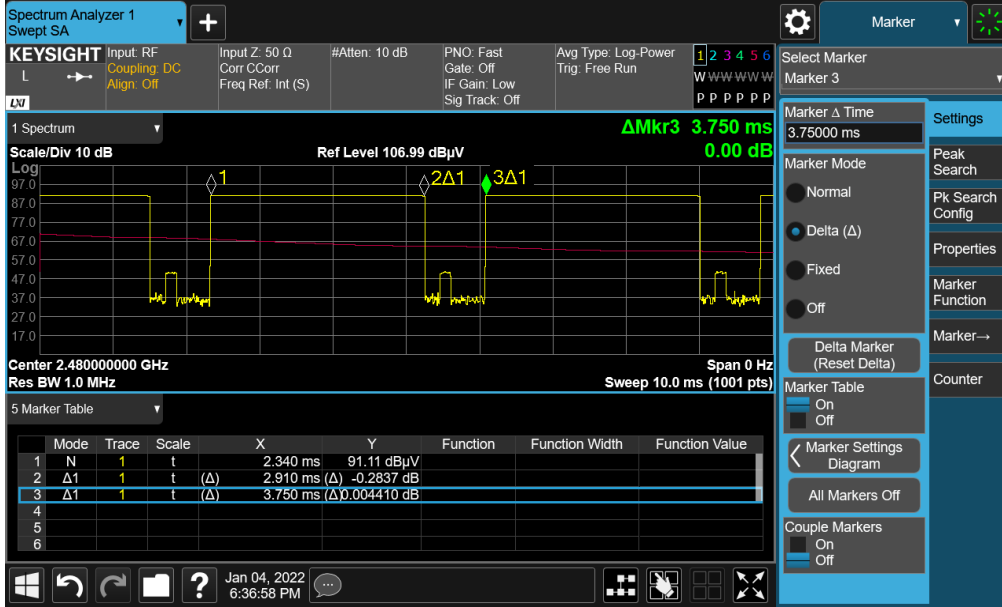 Spectrum Analyzer 1
Swept SA
Marker
KEYSIGHT
L
LXI
Input: RF
Coupling: DC
Align: Off
Input Z: 50 Ω
Corr CCorr
Freq Ref: Int (S)
#Atten: 10 dB
PNO: Fast
Gate: Off
IF Gain: Low
Sig Track: Off
Avg Type: Log-Power
Trig: Free Run
1 2 3 4 5 6
W W W W W W
P P P P P P
Select Marker
Marker 3
1 Spectrum
ΔMkr3 3.750 ms
0.00 dB
Scale/Div 10 dB
Ref Level 106.99 dBµV
Log
97.0
87.0
77.0
67.0
57.0
47.0
37.0
27.0
17.0
1
2Δ1
3Δ1
Center 2.480000000 GHz
Span 0 Hz
Res BW 1.0 MHz
Sweep 10.0 ms (1001 pts)
5 Marker Table
Mode Trace Scale X Y Function Function Width Function Value
1 N 1 t 2.340 ms 91.11 dBµV
2 Δ1 1 t (Δ) 2.910 ms (Δ) -0.2837 dB
3 Δ1 1 t (Δ) 3.750 ms (Δ) 0.004410 dB
4
5
6
Marker Δ Time
3.75000 ms
Marker Mode
Normal
Delta (Δ)
Fixed
Off
Delta Marker
(Reset Delta)
Marker Table
On
Off
Marker Settings
Diagram
All Markers Off
Couple Markers
On
Off
Settings
Peak
Search
Pk Search
Config
Properties
Marker
Function
Marker→
Counter
?
Jan 04, 2022
6:36:58 PM